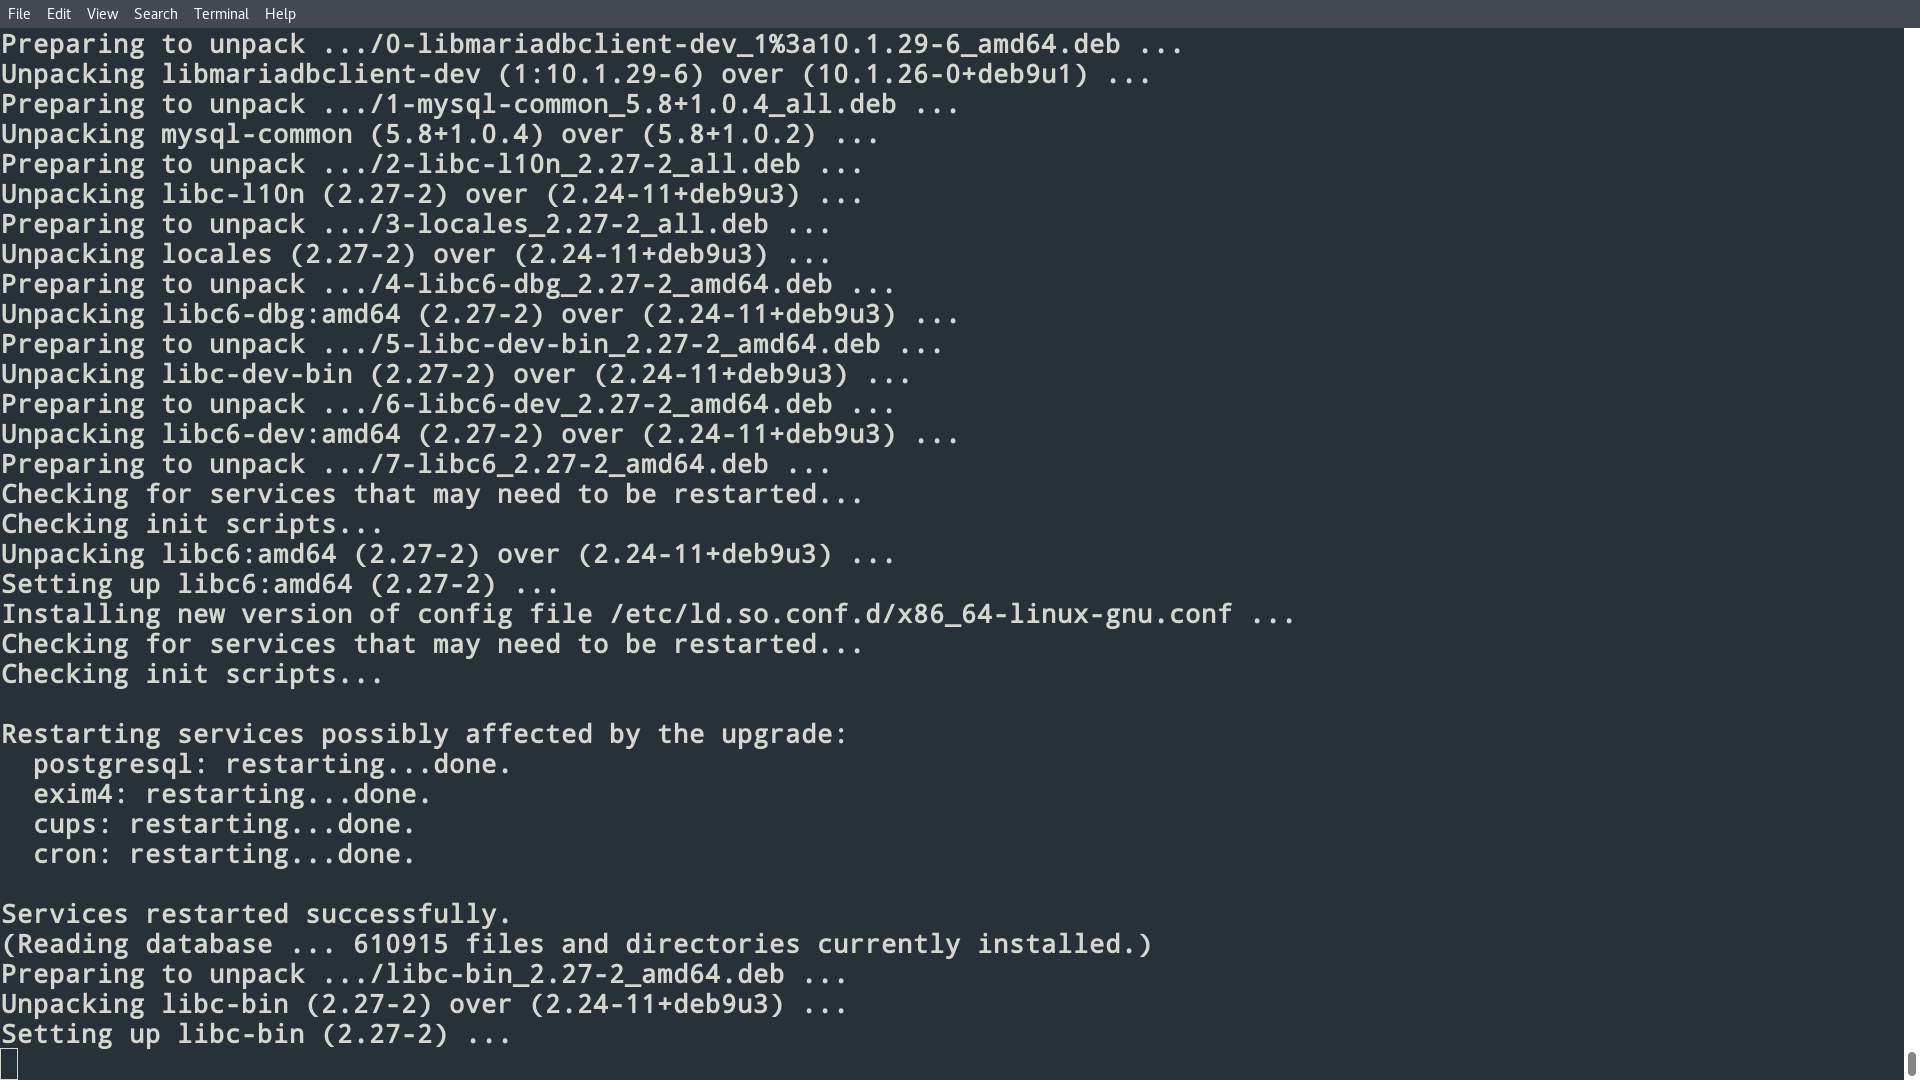 File Edit View Search Terminal Help
Preparing to unpack .../0-libmariadbclient-dev_1%3a10.1.29-6_amd64.deb ...
Unpacking libmariadbclient-dev (1:10.1.29-6) over (10.1.26-0+deb9u1) ...
Preparing to unpack .../1-mysql-common_5.8+1.0.4_all.deb ...
Unpacking mysql-common (5.8+1.0.4) over (5.8+1.0.2) ...
Preparing to unpack .../2-libc-l10n_2.27-2_all.deb ...
Unpacking libc-l10n (2.27-2) over (2.24-11+deb9u3) ...
Preparing to unpack .../3-locales_2.27-2_all.deb ...
Unpacking locales (2.27-2) over (2.24-11+deb9u3) ...
Preparing to unpack .../4-libc6-dbg_2.27-2_amd64.deb ...
Unpacking libc6-dbg:amd64 (2.27-2) over (2.24-11+deb9u3) ...
Preparing to unpack .../5-libc-dev-bin_2.27-2_amd64.deb ...
Unpacking libc-dev-bin (2.27-2) over (2.24-11+deb9u3) ...
Preparing to unpack .../6-libc6-dev_2.27-2_amd64.deb ...
Unpacking libc6-dev:amd64 (2.27-2) over (2.24-11+deb9u3) ...
Preparing to unpack .../7-libc6_2.27-2_amd64.deb ...
Checking for services that may need to be restarted...
Checking init scripts...
Unpacking libc6:amd64 (2.27-2) over (2.24-11+deb9u3) ...
Setting up libc6:amd64 (2.27-2) ...
Installing new version of config file /etc/ld.so.conf.d/x86_64-linux-gnu.conf ...
Checking for services that may need to be restarted...
Checking init scripts...
Restarting services possibly affected by the upgrade:
postgresql: restarting...done.
exim4: restarting...done.
cups: restarting...done.
cron: restarting...done.
Services restarted successfully.
(Reading database ... 610915 files and directories currently installed.)
Preparing to unpack .../libc-bin_2.27-2_amd64.deb ...
Unpacking libc-bin (2.27-2) over (2.24-11+deb9u3) ...
Setting up libc-bin (2.27-2) ...